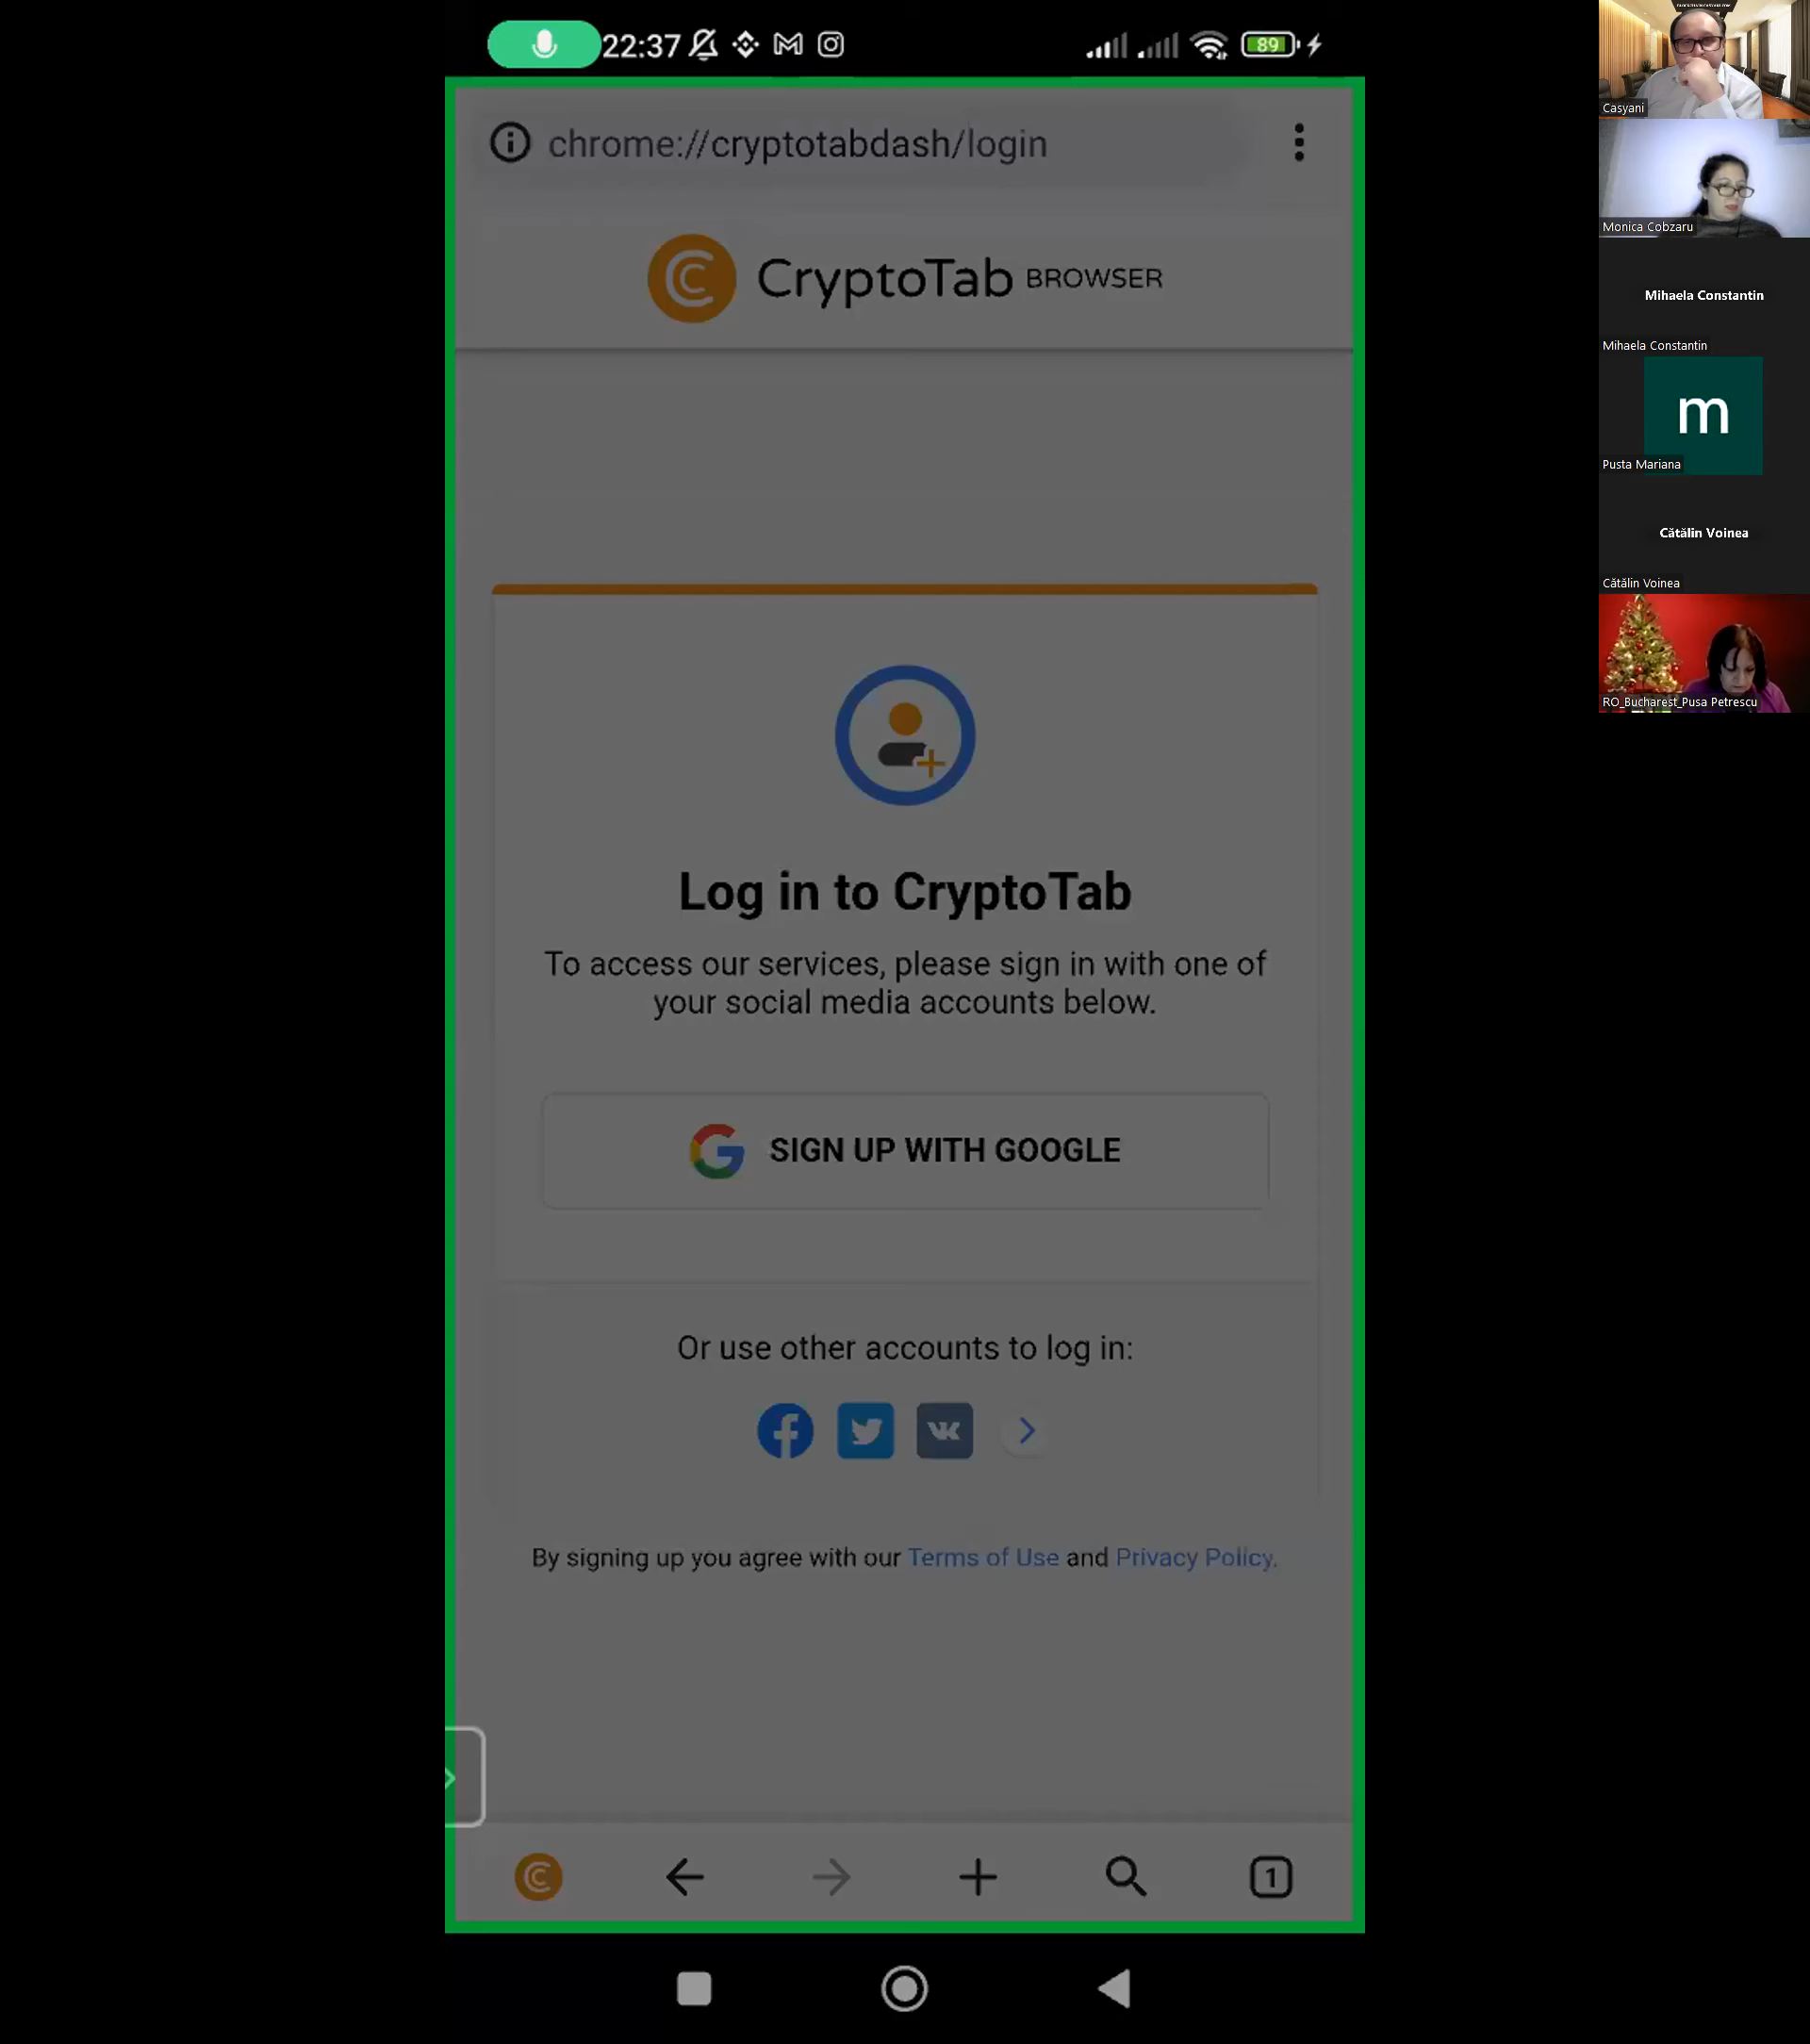 22:37
89
chrome://cryptotabdash/login
CryptoTab BROWSER
Log in to CryptoTab
To access our services, please sign in with one of
your social media accounts below.
SIGN UP WITH GOOGLE
Or use other accounts to log in:
By signing up you agree with our Terms of Use and Privacy Policy.
1
Casyani
Monica Cobzaru
Mihaela Constantin
Mihaela Constantin
m
Pusta Mariana
Cătălin Voinea
Cătălin Voinea
RO_Bucharest_Pusa Petrescu